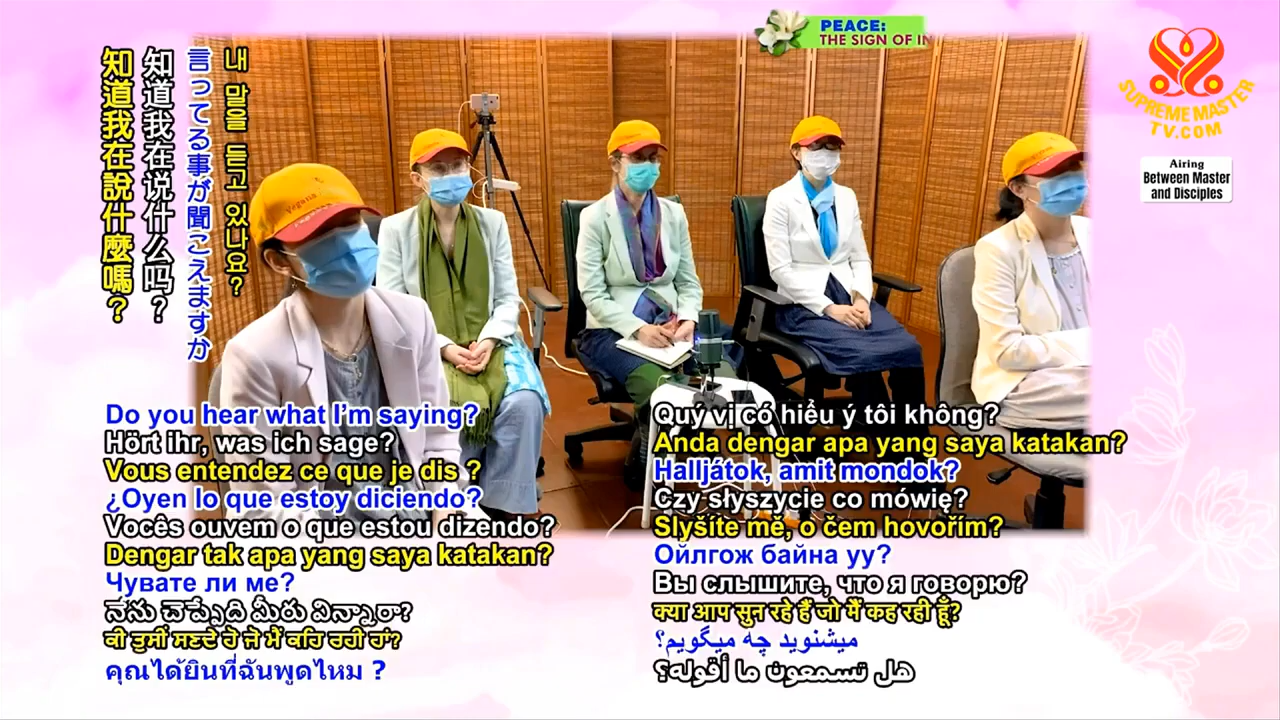 PEACE:
THE SIGN OF IN
SUPREME MASTER
TV.COM
Airing
Between Master
and Disciples
내 말을 듣고 있나요?
言ってる事が聞こえますか
知道我在说什么吗？
知道我在說什麼嗎？
Do you hear what I'm saying?
Hört ihr, was ich sage?
Vous entendez ce que je dis ?
¿Oyen lo que estoy diciendo?
Vocês ouvem o que estou dizendo?
Dengar tak apa yang saya katakan?
Чувате ли ме?
నేను చెప్పేది మీరు విన్నారా?
ਕੀ ਤੁਸੀਂ ਸੁਣਦੇ ਹੋ ਜੋ ਮੈਂ ਕਹਿ ਰਹੀ ਹਾਂ?
คุณได้ยินที่ฉันพูดไหม ?
Quý vị có hiểu ý tôi không?
Anda dengar apa yang saya katakan?
Halljátok, amit mondok?
Czy słyszycie co mówię?
Slyšíte mě, o čem hovořím?
Ойлгож байна уу?
Вы слышите, что я говорю?
क्या आप सुन रहे हैं जो मैं कह रही हूँ?
میشنوید چه میگویم؟
هل تسمعون ما أقوله؟